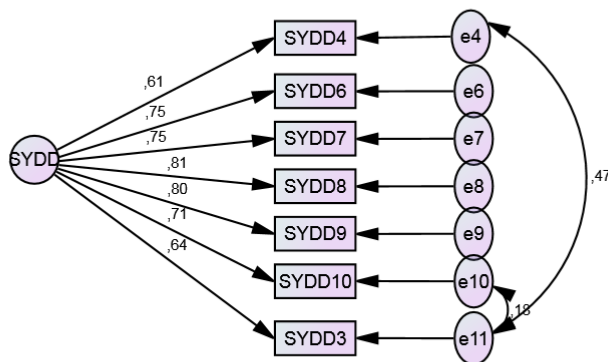 SYDD4 e4
,61
SYDD6 e6
,75
SYDD7 e7
,75
SYDD ,81 SYDD8 e8 ,47
,80
SYDD9 e9
,71
SYDD10 e10
,64 ,18
SYDD3 e11